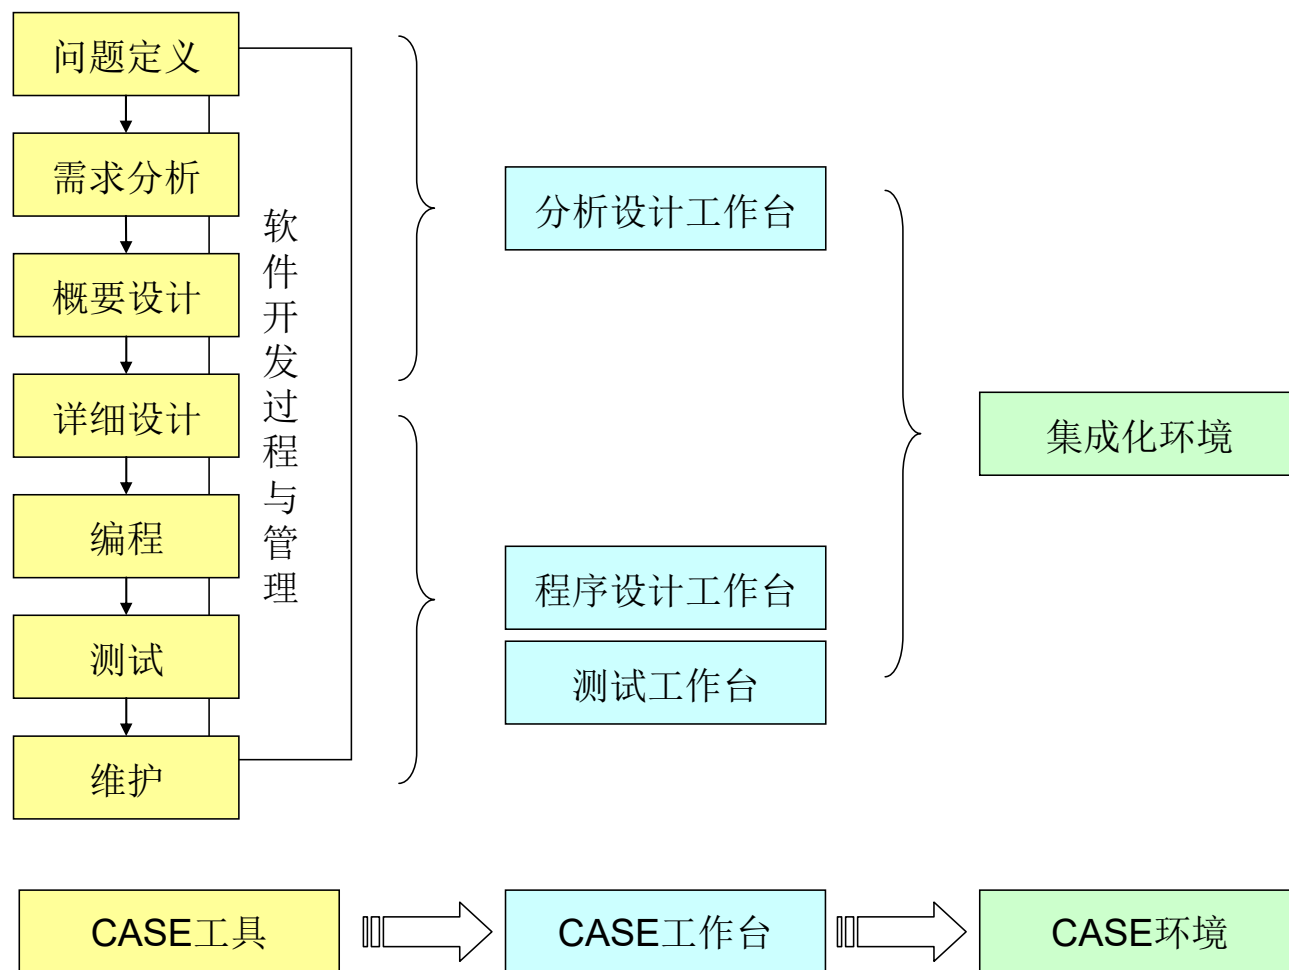 问题定义
需求分析
概要设计
详细设计
编程
测试
维护
软件开发过程与管理
分析设计工作台
程序设计工作台
测试工作台
集成化环境
CASE工具
CASE工作台
CASE环境